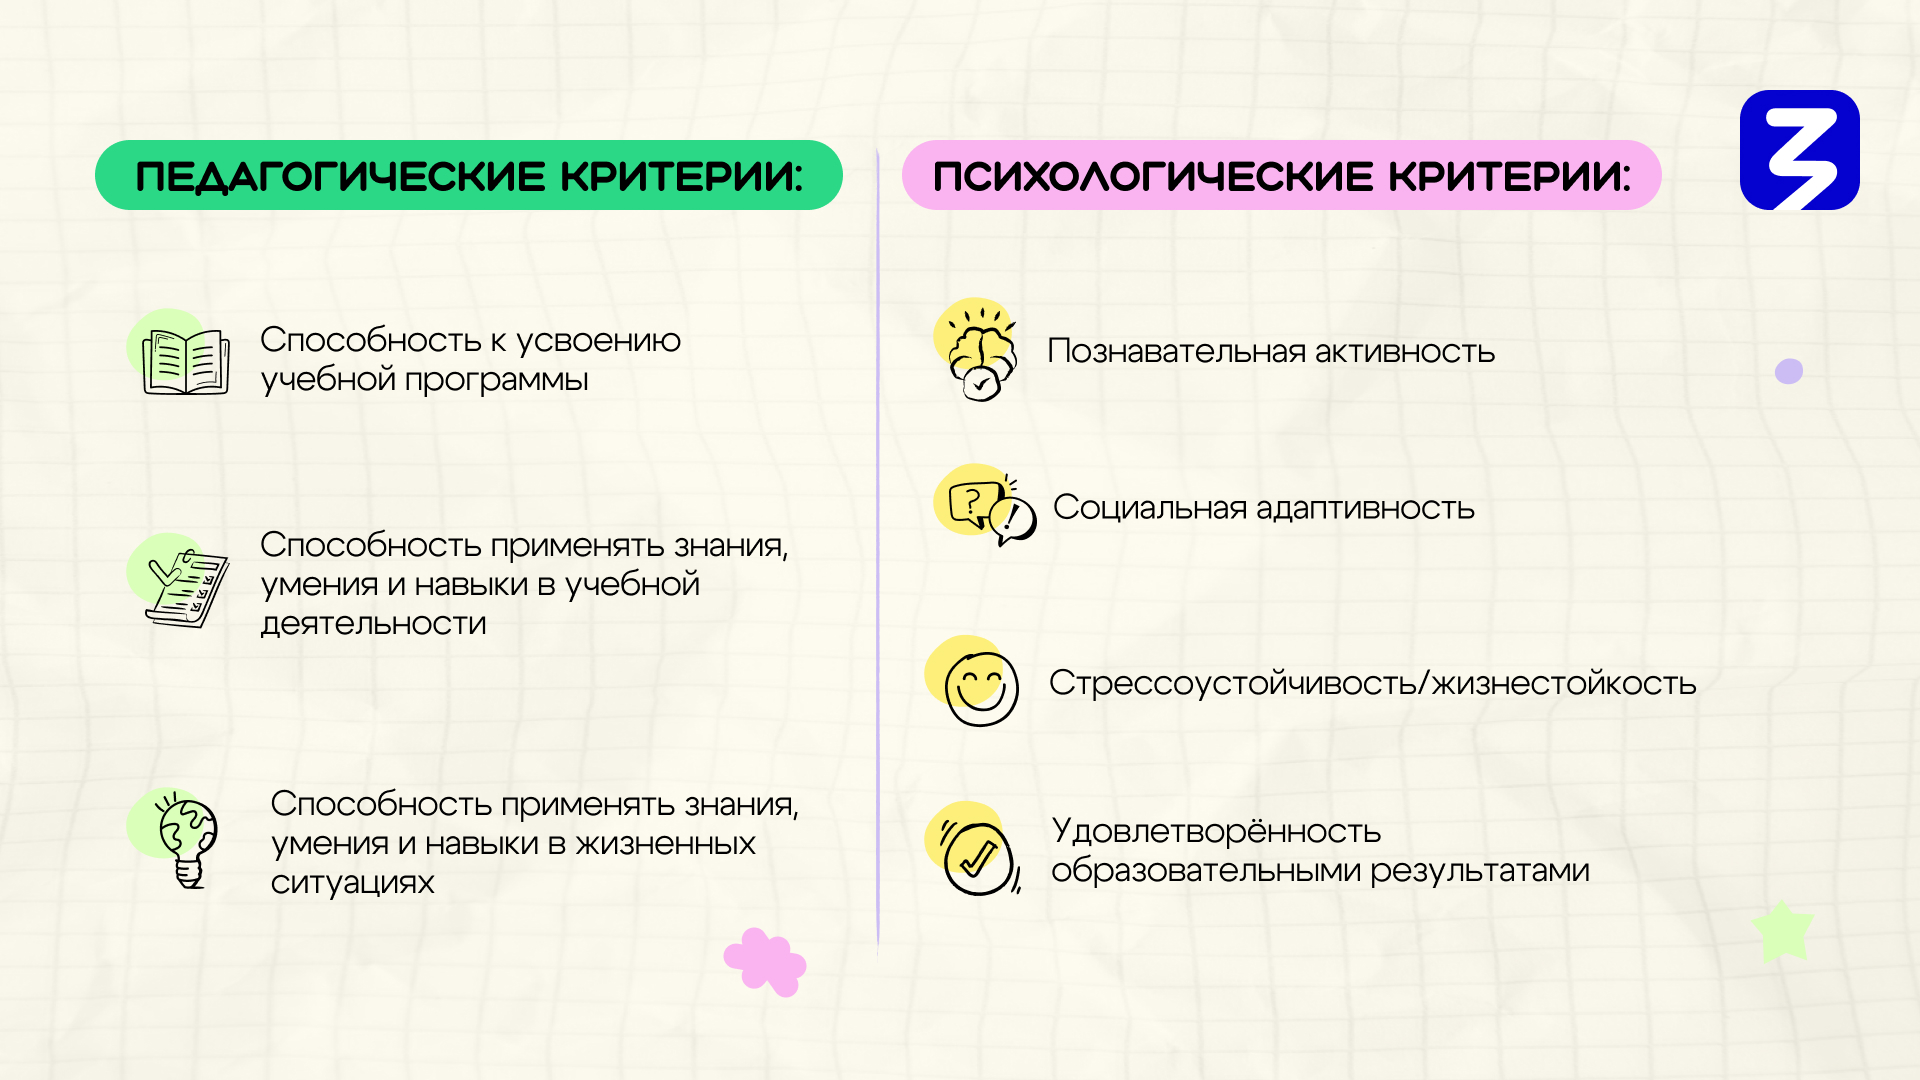 ПЕДАГОГИЧЕСКИЕ КРИТЕРИИ:
Способность к усвоению
учебной программы
Способность применять знания,
умения и навыки в учебной
деятельности
Способность применять знания,
умения и навыки в жизненных
ситуациях
ПСИХОЛОГИЧЕСКИЕ КРИТЕРИИ:
Познавательная активность
Социальная адаптивность
Стрессоустойчивость/жизнестойкость
Удовлетворённость
образовательными результатами